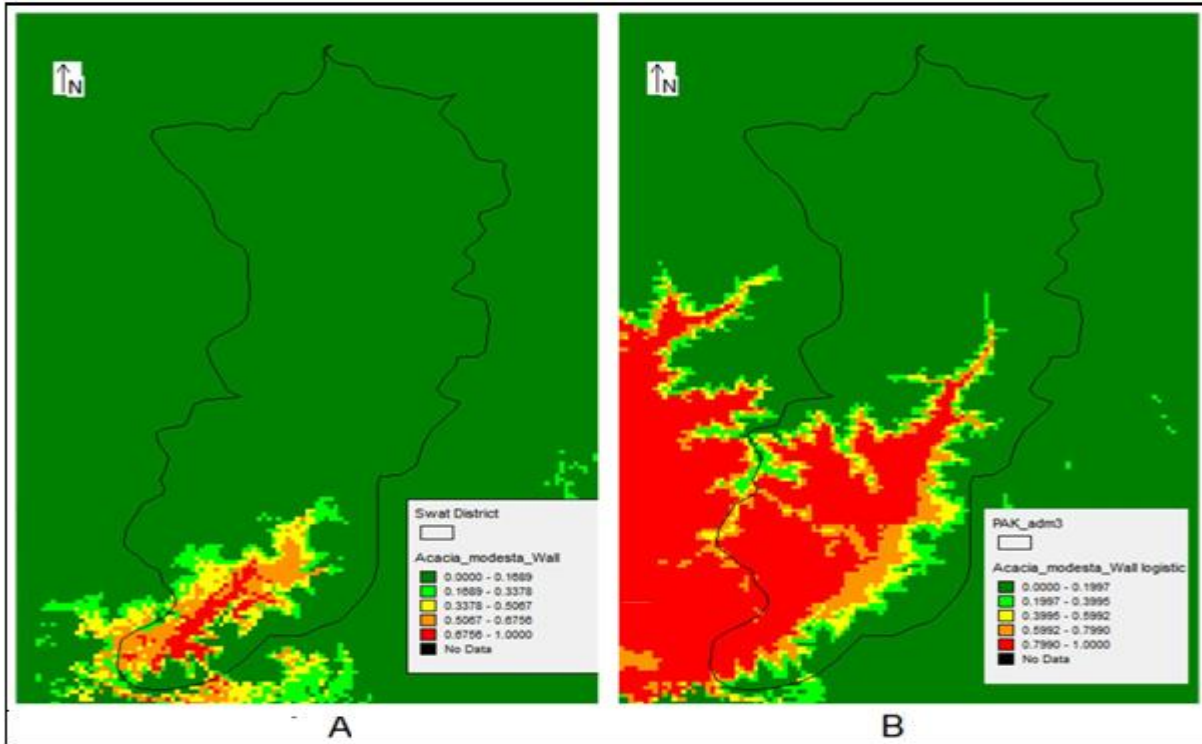 N
Swat District
Acacia_modesta_Wall
0.0000 - 0.1689
0.1689 - 0.3378
0.3378 - 0.5067
0.5067 - 0.6756
0.6756 - 1.0000
No Data
A
N
PAK_adm3
Acacia_modesta_Wall logistic
0.0000 - 0.1997
0.1997 - 0.3995
0.3995 - 0.5992
0.5992 - 0.7990
0.7990 - 1.0000
No Data
B